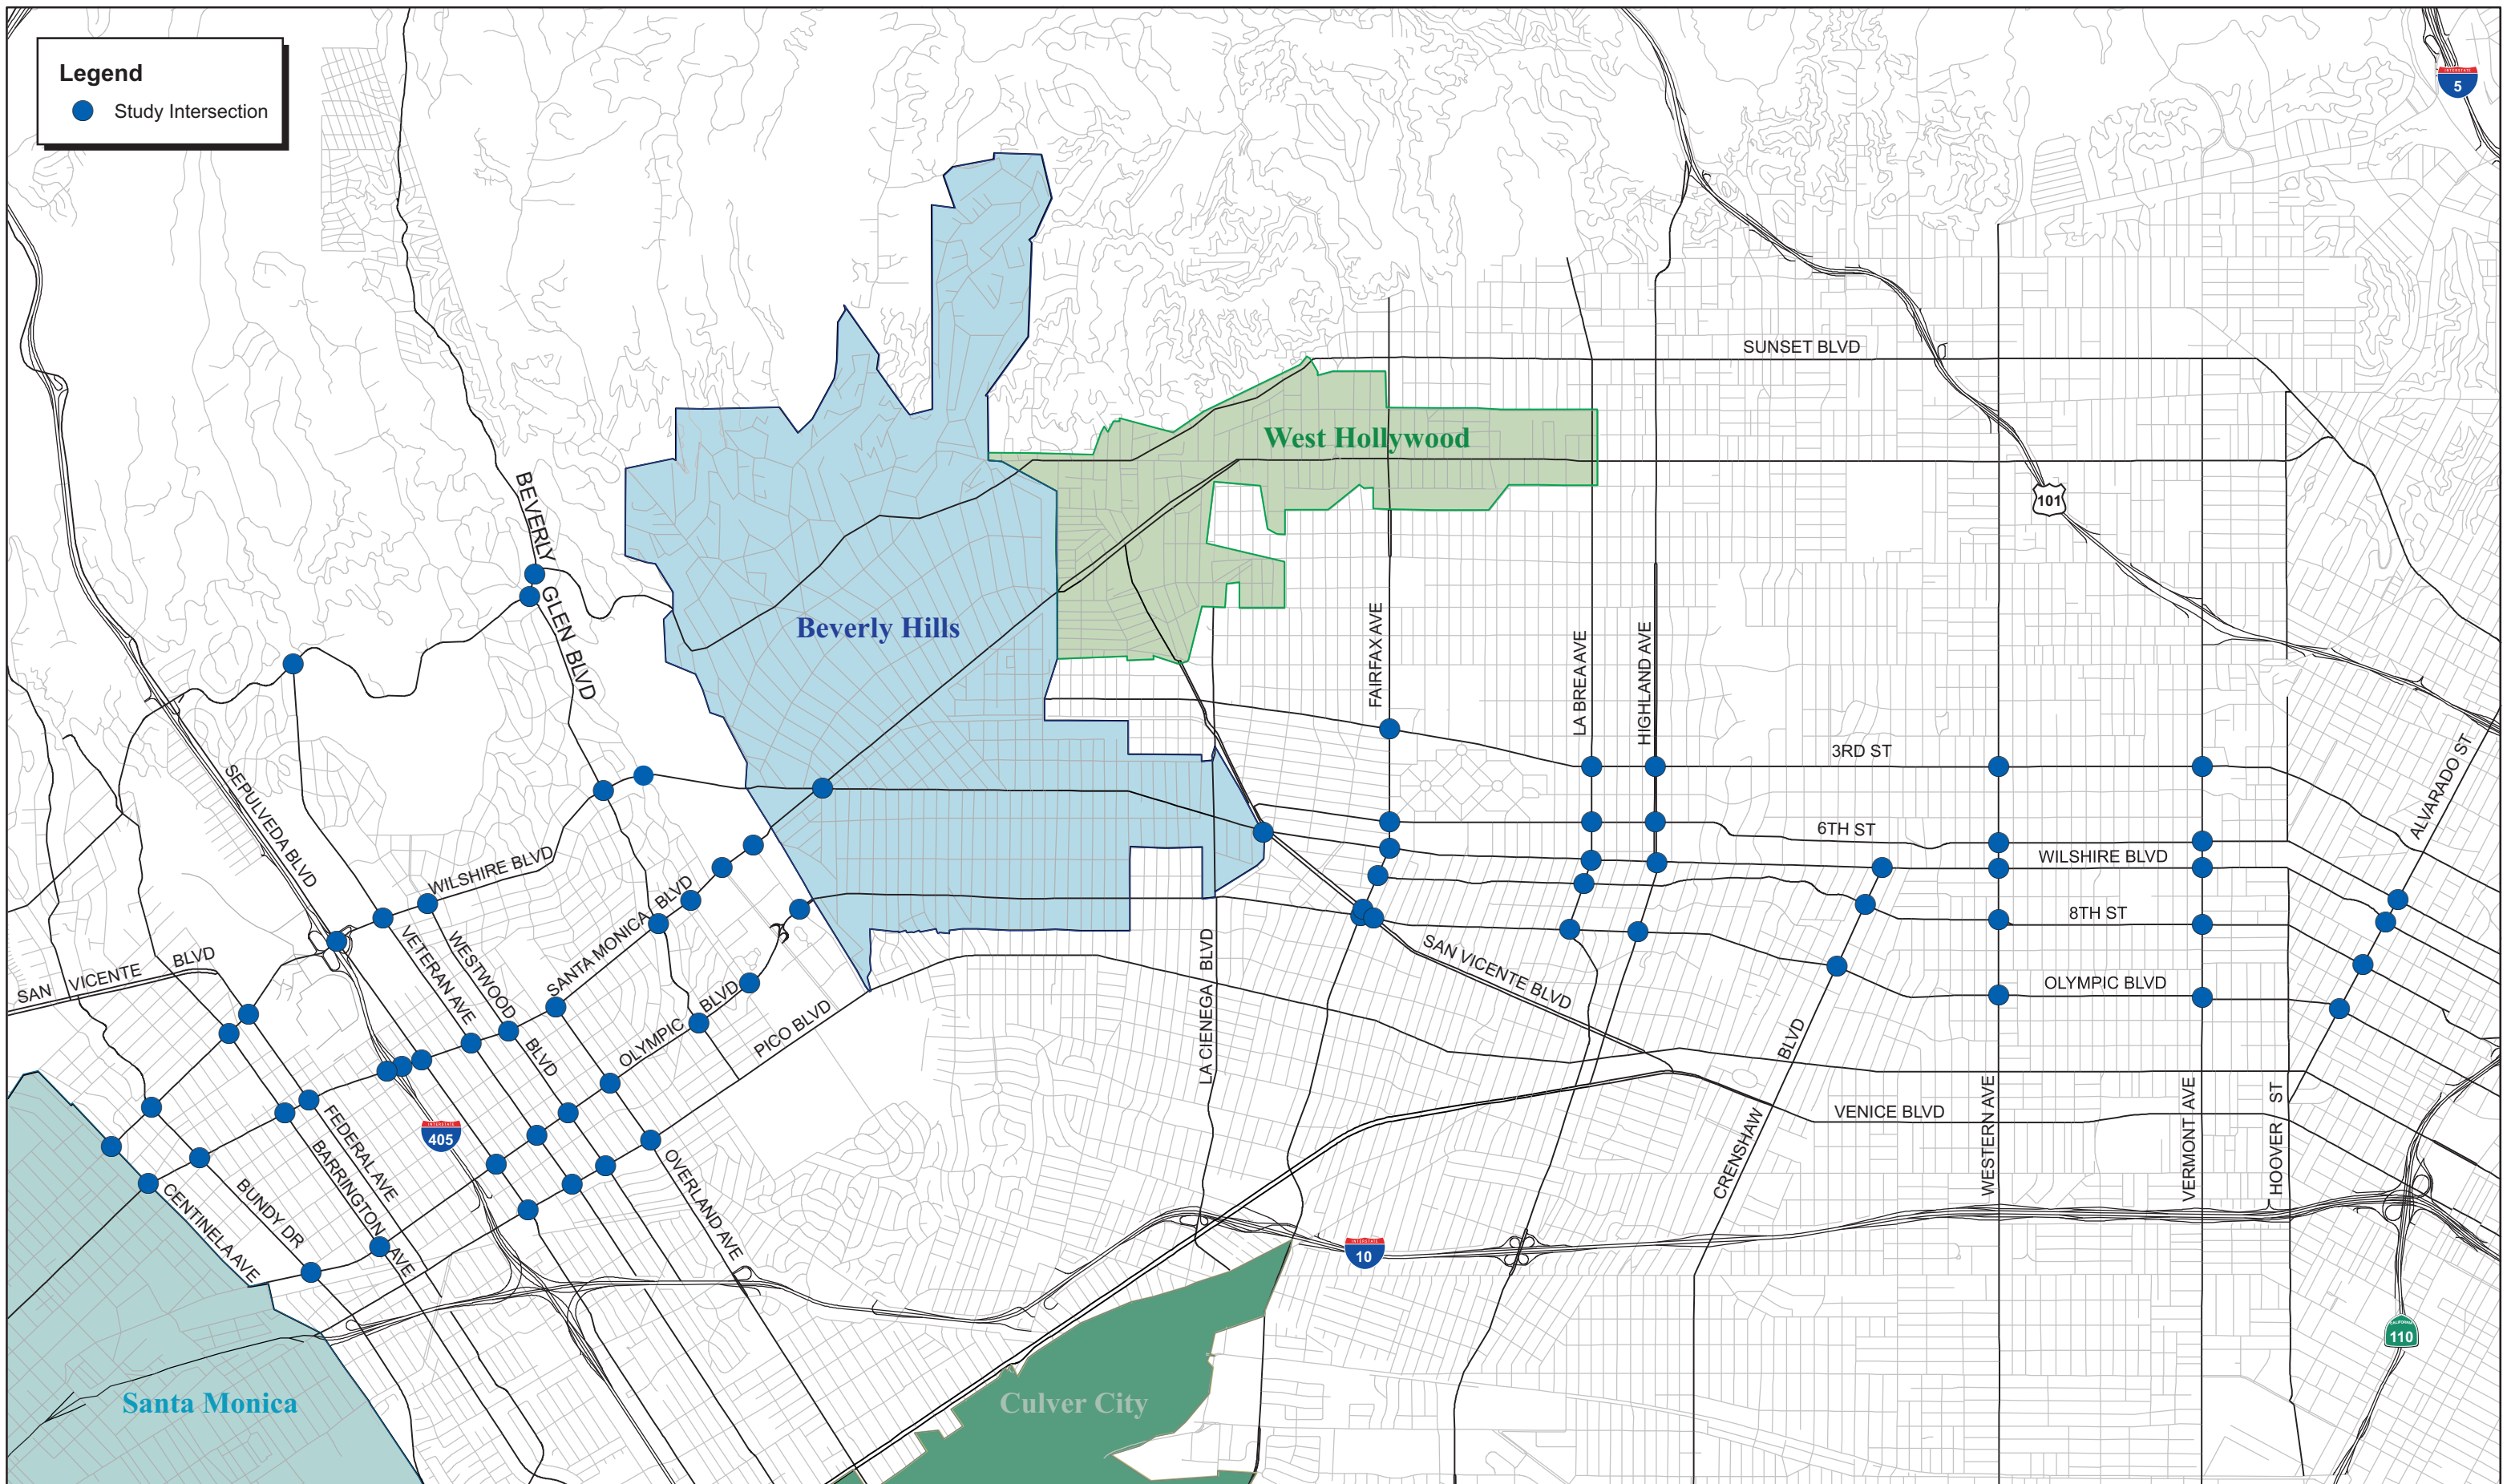 Legend
Study Intersection
INTERSTATE
5
SUNSET BLVD
West Hollywood
101
BEVERLY
GLEN BLVD
Beverly Hills
FAIRFAX AVE
LA BREA AVE
HIGHLAND AVE
3RD ST
ALVARADO ST
SEPULVEDA BLVD
6TH ST
WILSHIRE BLVD
WILSHIRE BLVD
8TH ST
SANTA MONICA
BLVD
VETERAN AVE
WESTWOOD
BLVD
SAN
VICENTE
BLVD
SAN VICENTE BLVD
LA CIENEGA
BLVD
OLYMPIC BLVD
OLYMPIC
BLVD
PICO BLVD
CRENSHAW
BLVD
VENICE BLVD
WESTERN AVE
VERMONT AVE
HOOVER ST
FEDERAL AVE
BARRINGTON
AVE
INTERSTATE
405
OVERLAND AVE
BUNDY DR
CENTINELA AVE
INTERSTATE
10
CALIFORNIA
110
Santa Monica
Culver City